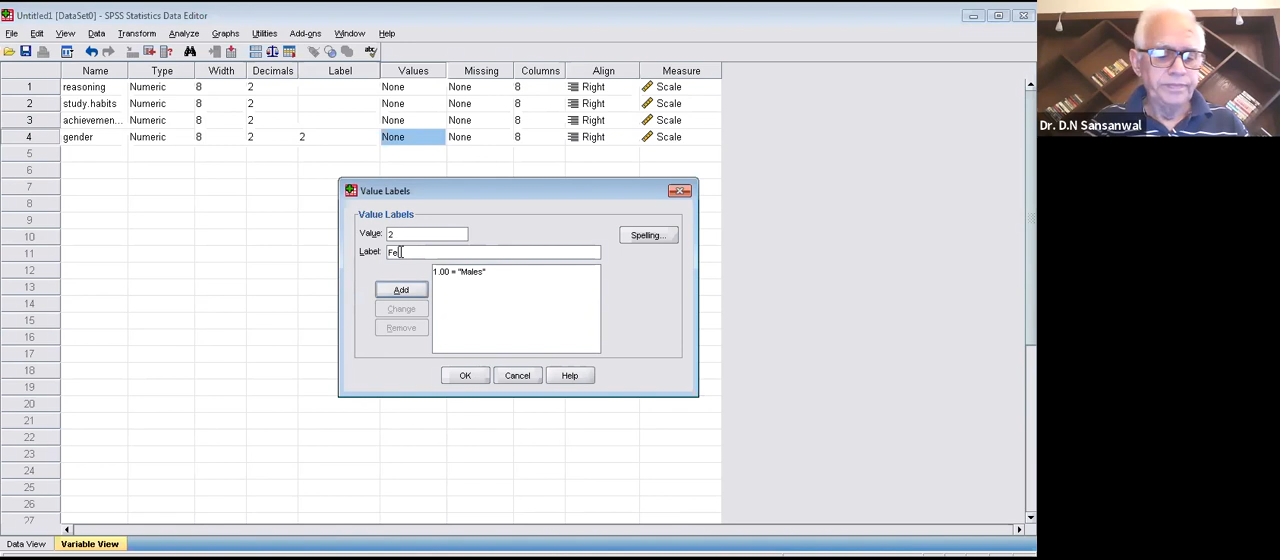 Untitled1 [DataSet0] - SPSS Statistics Data Editor
File Edit View Data Transform Analyze Graphs Utilities Add-ons Window Help
Name Type Width Decimals Label Values Missing Columns Align Measure
1 reasoning Numeric 8 2 None None 8 Right Scale
2 study.habits Numeric 8 2 None None 8 Right Scale
3 achievemen... Numeric 8 2 None None 8 Right Scale
4 gender Numeric 8 2 2 None None 8 Right Scale
5
6
7
8
9
10
11
12
13
14
15
16
17
18
19
20
21
22
23
24
25
26
27
Value Labels
Value Labels
Value: 2
Spelling...
Label: Fe
1.00 = "Males"
Add
Change
Remove
OK Cancel Help
Data View Variable View
Dr. D.N Sansanwal